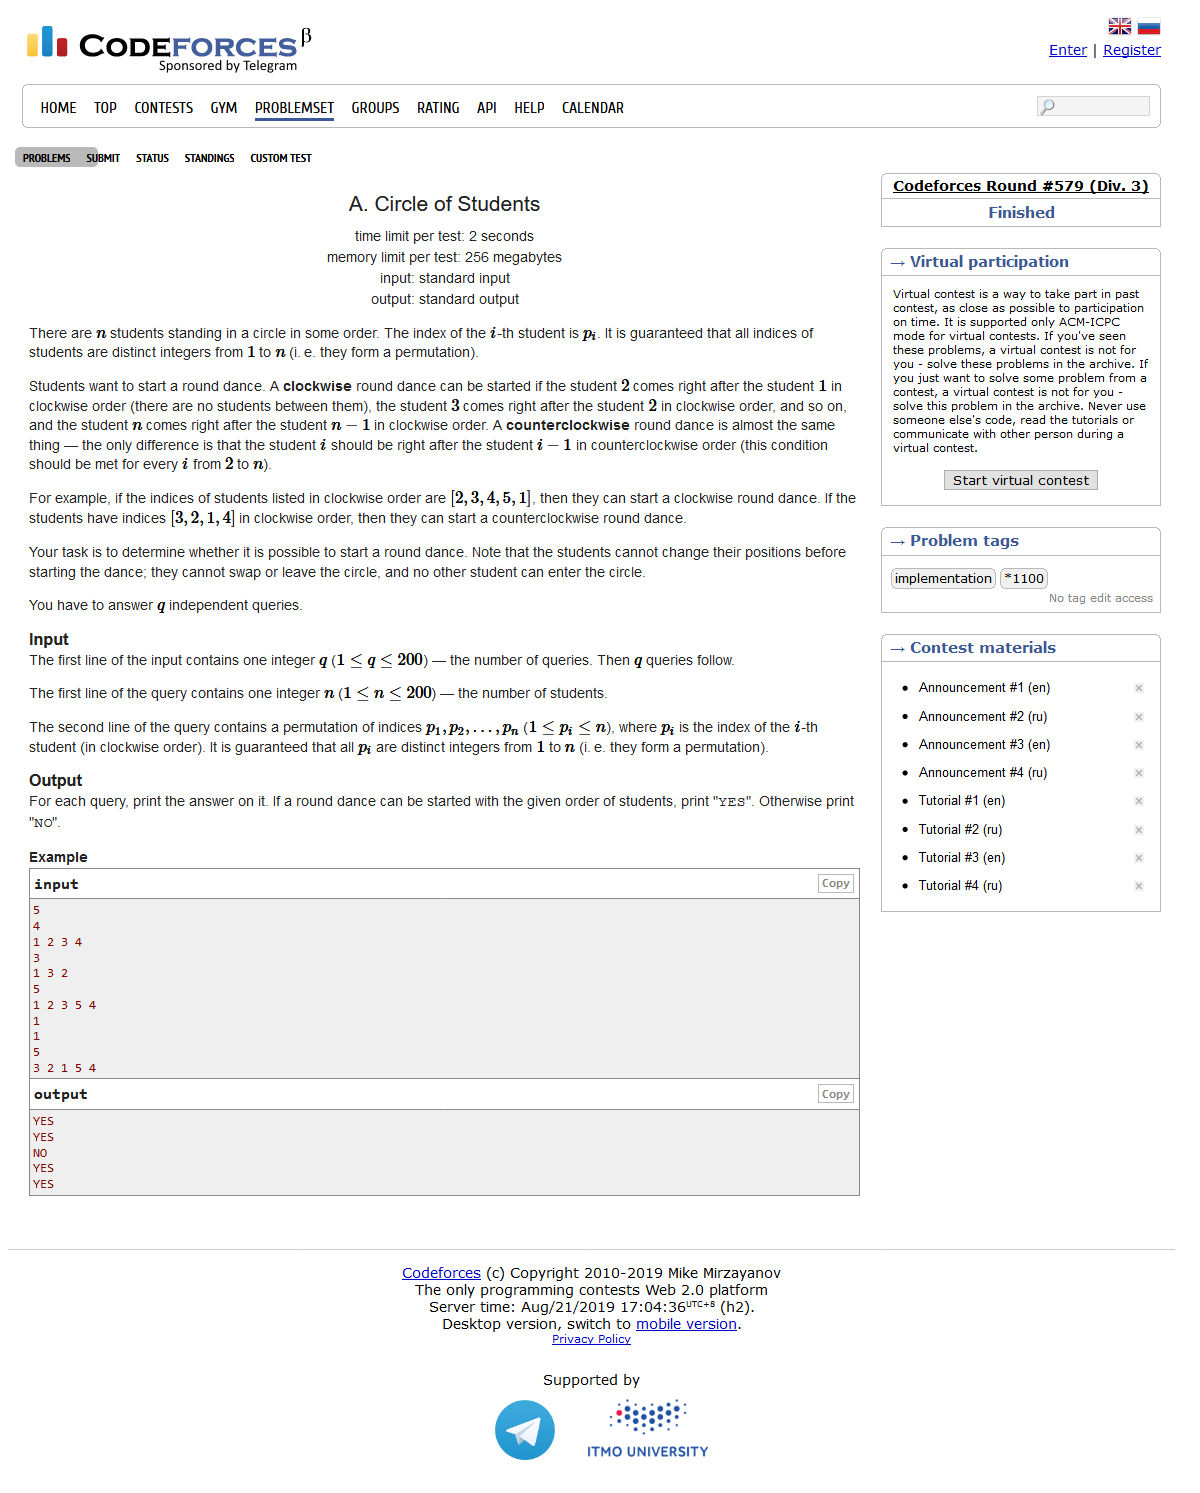 CODEFORCES β
Sponsored by Telegram
Enter | Register
HOME TOP CONTESTS GYM PROBLEMSET GROUPS RATING API HELP CALENDAR
PROBLEMS SUBMIT STATUS STANDINGS CUSTOM TEST
A. Circle of Students
time limit per test: 2 seconds
memory limit per test: 256 megabytes
input: standard input
output: standard output
There are n students standing in a circle in some order. The index of the i-th student is p_i. It is guaranteed that all indices of
students are distinct integers from 1 to n (i. e. they form a permutation).
Students want to start a round dance. A clockwise round dance can be started if the student 2 comes right after the student 1 in
clockwise order (there are no students between them), the student 3 comes right after the student 2 in clockwise order, and so on,
and the student n comes right after the student n − 1 in clockwise order. A counterclockwise round dance is almost the same
thing — the only difference is that the student i should be right after the student i − 1 in counterclockwise order (this condition
should be met for every i from 2 to n).
For example, if the indices of students listed in clockwise order are [2, 3, 4, 5, 1], then they can start a clockwise round dance. If the
students have indices [3, 2, 1, 4] in clockwise order, then they can start a counterclockwise round dance.
Your task is to determine whether it is possible to start a round dance. Note that the students cannot change their positions before
starting the dance; they cannot swap or leave the circle, and no other student can enter the circle.
You have to answer q independent queries.
Input
The first line of the input contains one integer q (1 ≤ q ≤ 200) — the number of queries. Then q queries follow.
The first line of the query contains one integer n (1 ≤ n ≤ 200) — the number of students.
The second line of the query contains a permutation of indices p_1, p_2, . . . , p_n (1 ≤ p_i ≤ n), where p_i is the index of the i-th
student (in clockwise order). It is guaranteed that all p_i are distinct integers from 1 to n (i. e. they form a permutation).
Output
For each query, print the answer on it. If a round dance can be started with the given order of students, print "YES". Otherwise print
"NO".
Example
input Copy
5
4
1 2 3 4
3
1 3 2
5
1 2 3 5 4
1
1
5
3 2 1 5 4
output Copy
YES
YES
NO
YES
YES
Codeforces Round #579 (Div. 3)
Finished
→ Virtual participation
Virtual contest is a way to take part in past
contest, as close as possible to participation
on time. It is supported only ACM-ICPC
mode for virtual contests. If you've seen
these problems, a virtual contest is not for
you - solve these problems in the archive. If
you just want to solve some problem from a
contest, a virtual contest is not for you -
solve this problem in the archive. Never use
someone else's code, read the tutorials or
communicate with other person during a
virtual contest.
Start virtual contest
→ Problem tags
implementation *1100
No tag edit access
→ Contest materials
Announcement #1 (en)
Announcement #2 (ru)
Announcement #3 (en)
Announcement #4 (ru)
Tutorial #1 (en)
Tutorial #2 (ru)
Tutorial #3 (en)
Tutorial #4 (ru)
Codeforces (c) Copyright 2010-2019 Mike Mirzayanov
The only programming contests Web 2.0 platform
Server time: Aug/21/2019 17:04:36 UTC+8 (h2).
Desktop version, switch to mobile version.
Privacy Policy
Supported by
ITMO UNIVERSITY